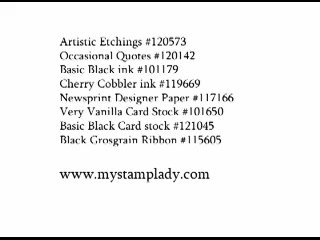 Artistic Etchings #120573
Occasional Quotes #120142
Basic Black ink #101179
Cherry Cobbler ink #119669
Newsprint Designer Paper #117166
Very Vanilla Card Stock #101650
Basic Black Card stock #121045
Black Grosgrain Ribbon #115605
www.mystamplady.com